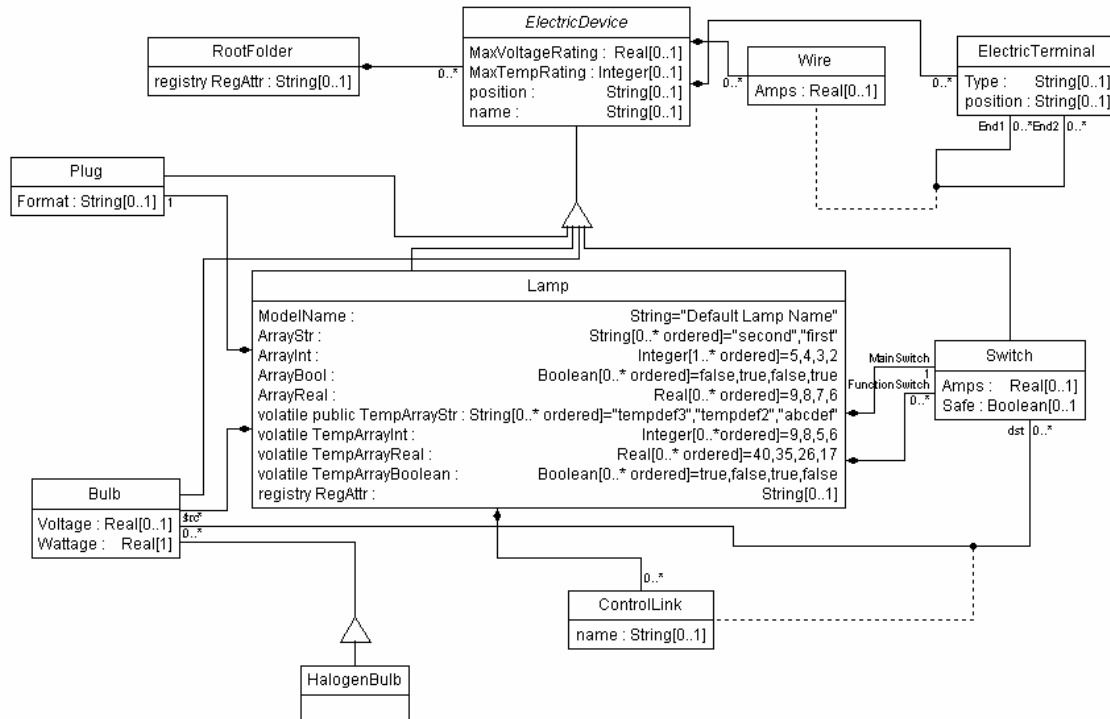 ElectricDevice
MaxVoltageRating : Real[0..1]
MaxTempRating : Integer[0..1]
position : String[0..1]
name : String[0..1]
RootFolder
registry RegAttr : String[0..1]
0..*
Wire
Amps : Real[0..1]
0..*
ElectricTerminal
Type : String[0..1]
position : String[0..1]
0..*
End1 0..* End2 0..*
Plug
Format : String[0..1]
1
Lamp
ModelName : String="Default Lamp Name"
ArrayStr : String[0..* ordered]="second","first"
ArrayInt : Integer[1..* ordered]=5,4,3,2
ArrayBool : Boolean[0..* ordered]=false,true,false,true
ArrayReal : Real[0..* ordered]=9,8,7,6
volatile public TempArrayStr : String[0..* ordered]="tempdef3","tempdef2","abcdef"
volatile TempArrayInt : Integer[0..*ordered]=9,8,5,6
volatile TempArrayReal : Real[0..* ordered]=40,35,26,17
volatile TempArrayBoolean : Boolean[0..* ordered]=true,false,true,false
registry RegAttr : String[0..1]
MainSwitch
1
FunctionSwitch
0..*
Switch
Amps : Real[0..1]
Safe : Boolean[0..1
dst 0..*
Bulb
Voltage : Real[0..1]
Wattage : Real[1]
0..*
0..*
ControlLink
name : String[0..1]
HalogenBulb